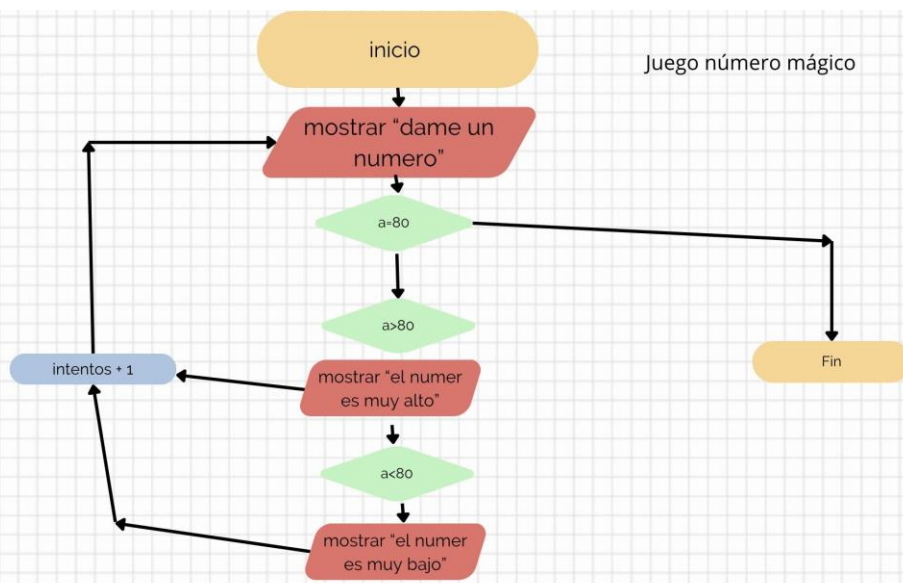 inicio
Juego número mágico
mostrar “dame un
numero”
a=80
a>80
intentos + 1
mostrar “el numer
es muy alto”
Fin
a<80
mostrar “el numer
es muy bajo”